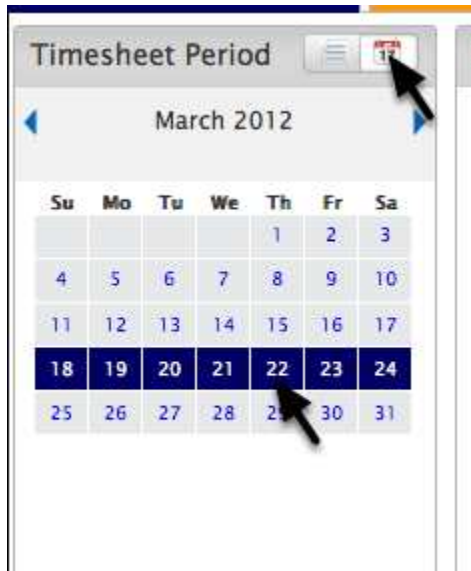 Timesheet Period 17
March 2012
Su Mo Tu We Th Fr Sa
1 2 3
4 5 6 7 8 9 10
11 12 13 14 15 16 17
18 19 20 21 22 23 24
25 26 27 28 29 30 31